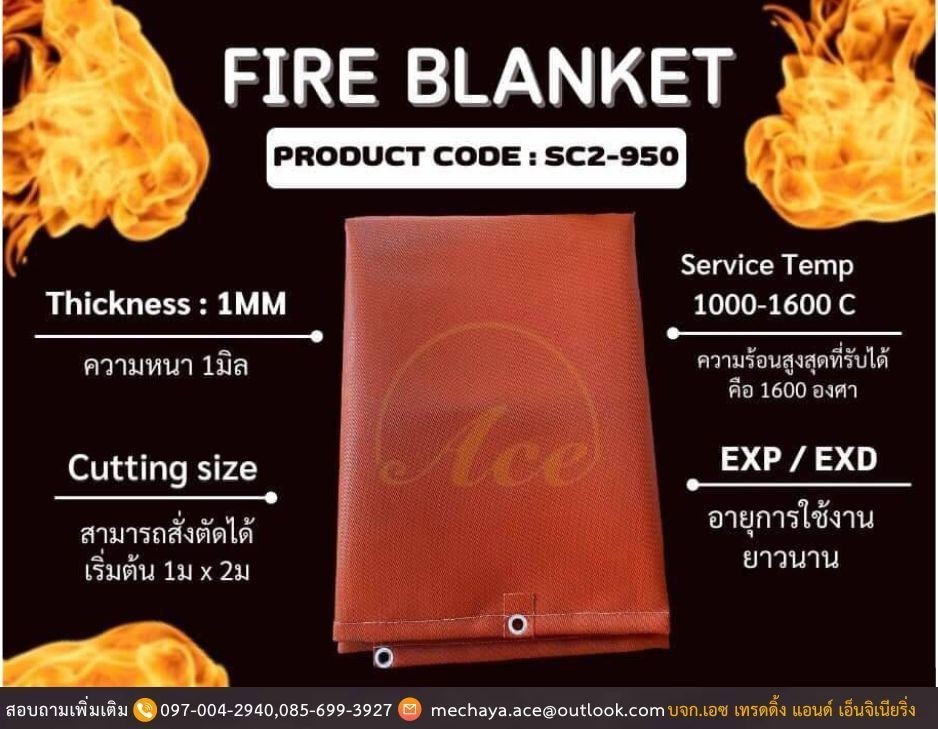 FIRE BLANKET
PRODUCT CODE : SC2-950
Thickness : 1MM
ความหนา 1มิล
Service Temp
1000-1600 C
ความร้อนสูงสุดที่รับได้
คือ 1600 องศา
Ace
Cutting size
สามารถสั่งตัดได้
เริ่มต้น 1ม x 2ม
EXP / EXD
อายุการใช้งาน
ยาวนาน
สอบถามเพิ่มเติม 097-004-2940,085-699-3927 mechaya.ace@outlook.com บจก.เอซ เทรดดิ้ง แอนด์ เอ็นจิเนียริ่ง